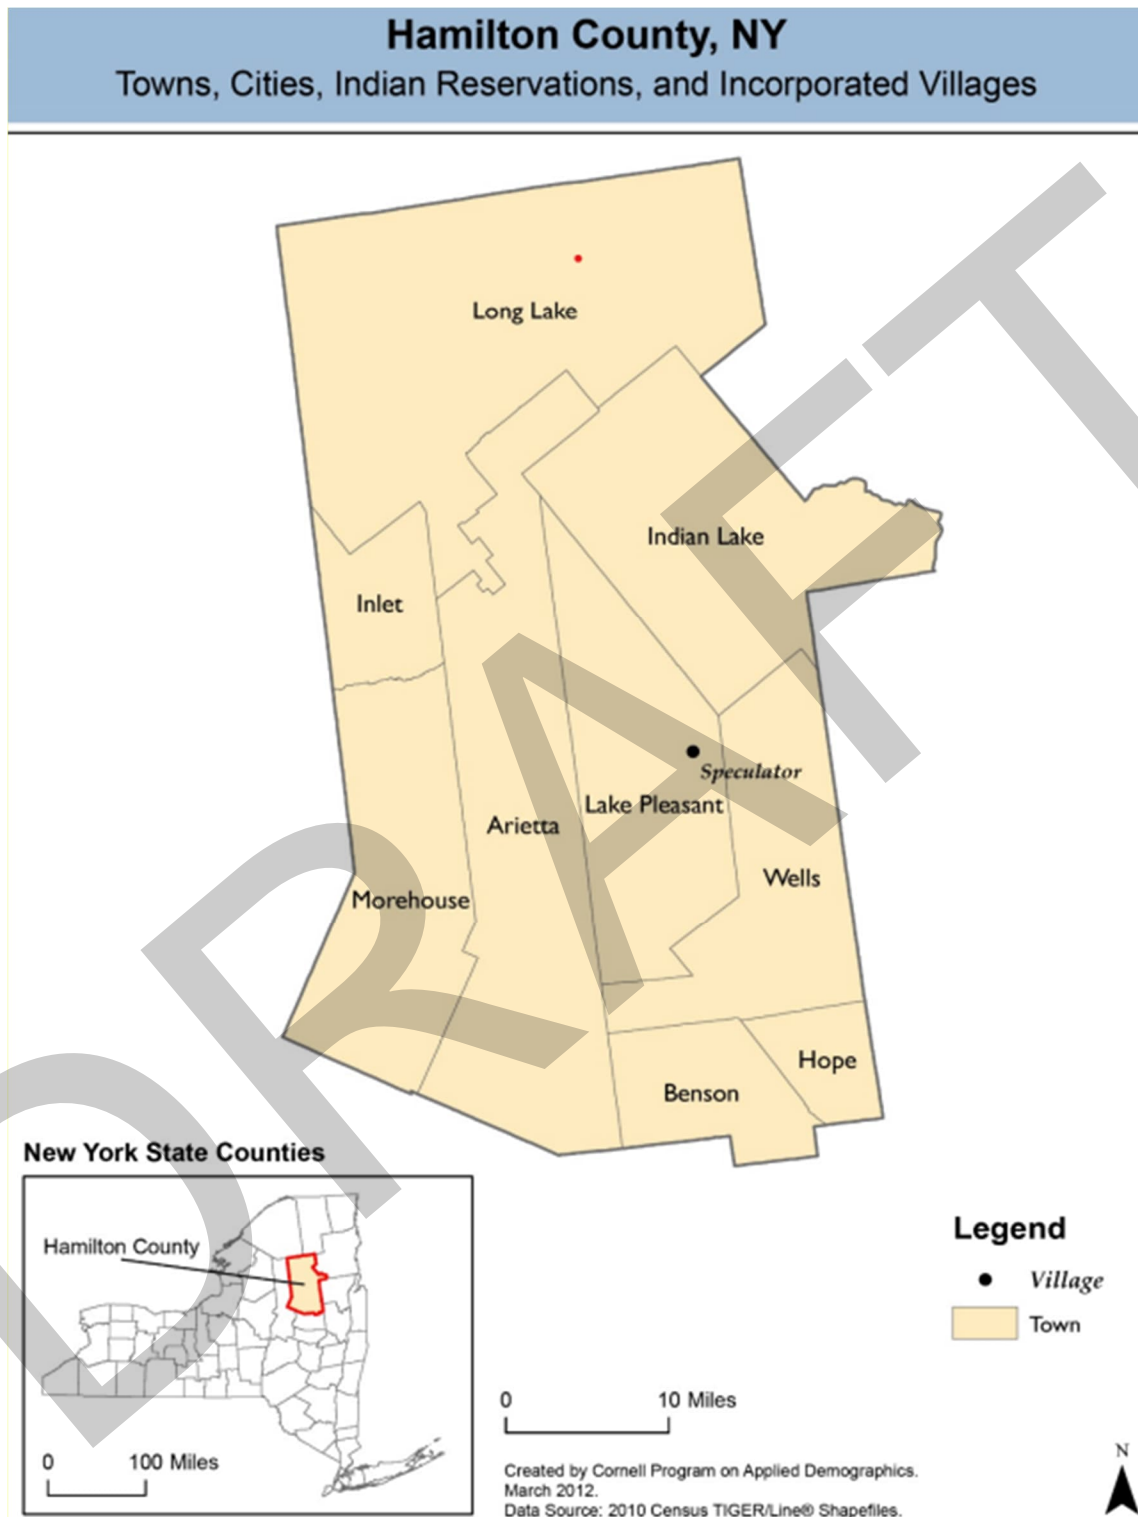 Hamilton County, NY
Towns, Cities, Indian Reservations, and Incorporated Villages
Long Lake
Indian Lake
Inlet
Speculator
Lake Pleasant
Arietta
Wells
Morehouse
Hope
Benson
DRAFT
New York State Counties
Hamilton County
0 100 Miles
Legend
Village
Town
0 10 Miles
Created by Cornell Program on Applied Demographics.
March 2012.
Data Source: 2010 Census TIGER/Line® Shapefiles.
N